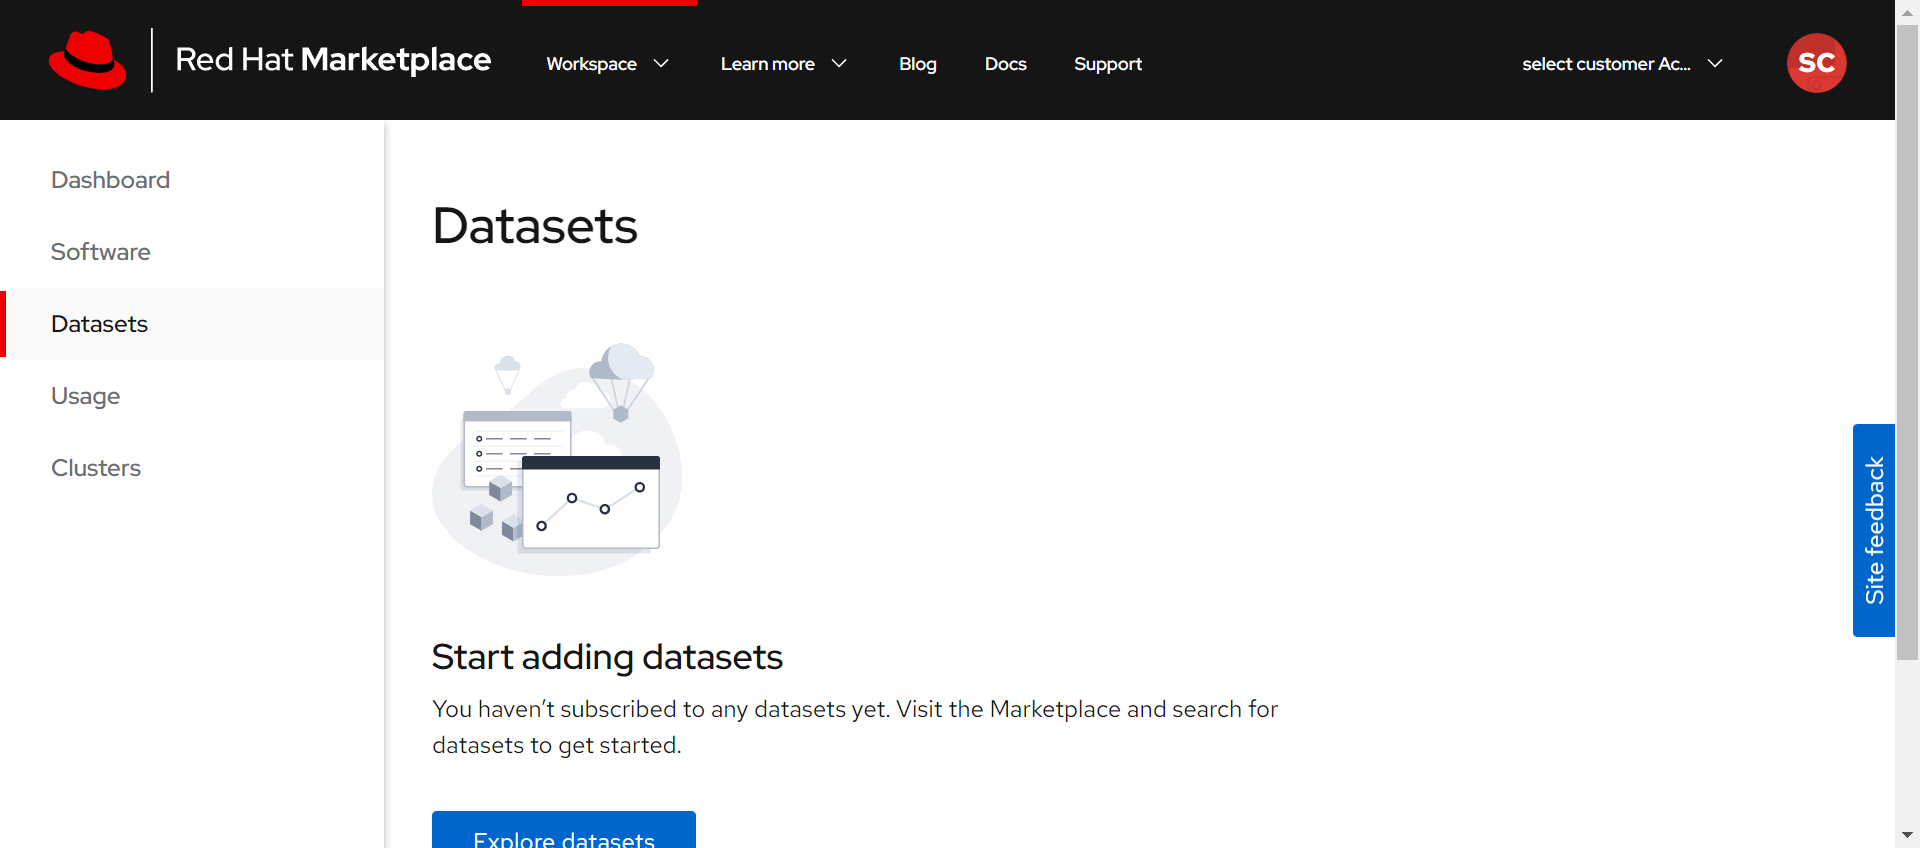 Red Hat Marketplace
Workspace
Learn more
Blog
Docs
Support
select customer Ac...
SC
Dashboard
Software
Datasets
Usage
Clusters
Datasets
Start adding datasets
You haven’t subscribed to any datasets yet. Visit the Marketplace and search for
datasets to get started.
Explore datasets
Site feedback